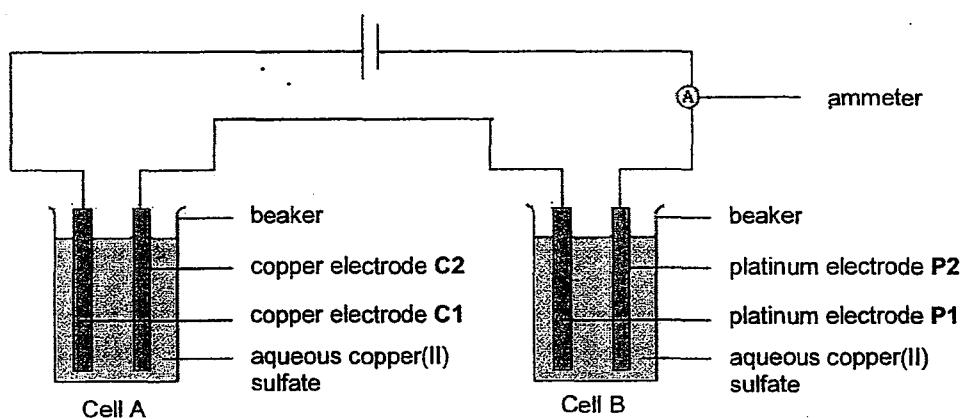 A
ammeter
beaker
copper electrode C2
copper electrode C1
aqueous copper(II)
sulfate
Cell A
beaker
platinum electrode P2
platinum electrode P1
aqueous copper(II)
sulfate
Cell B